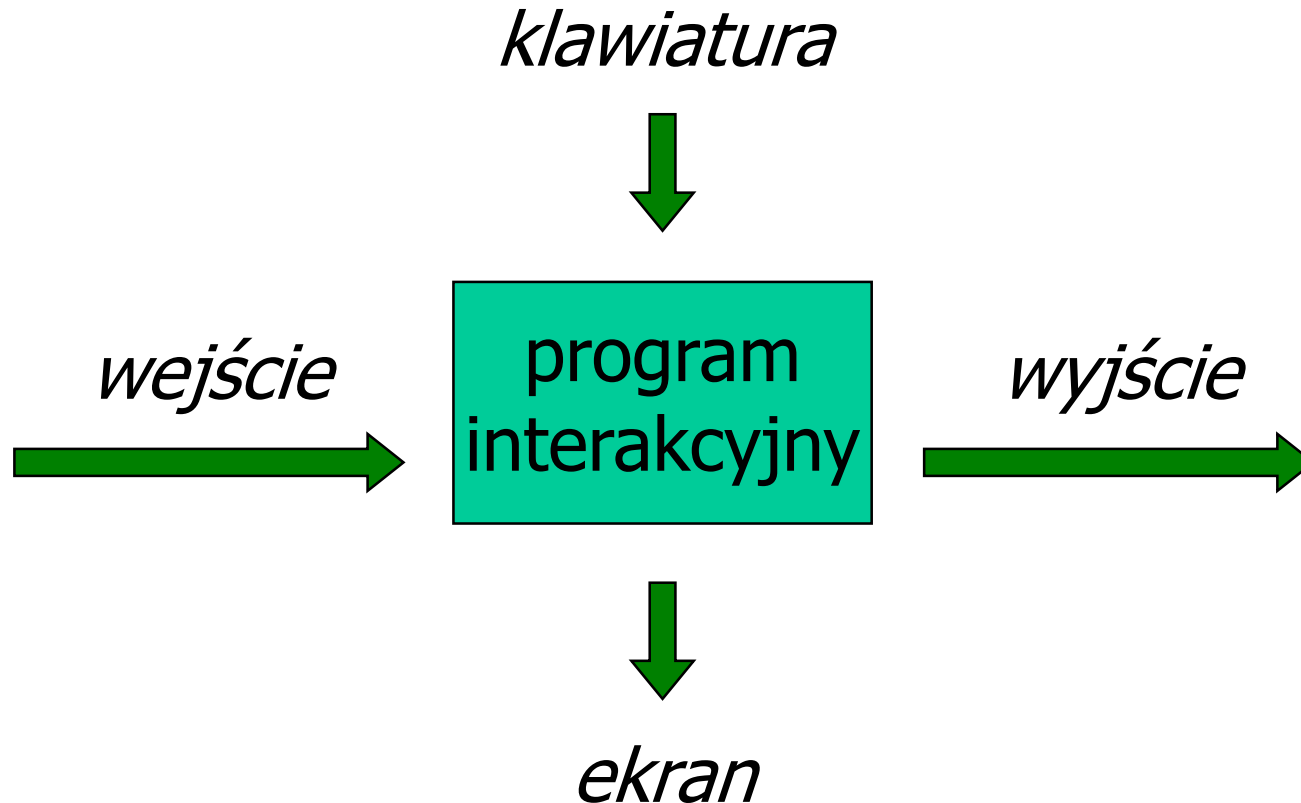 klawiatura
wejście
program
interakcyjny
wyjście
ekran